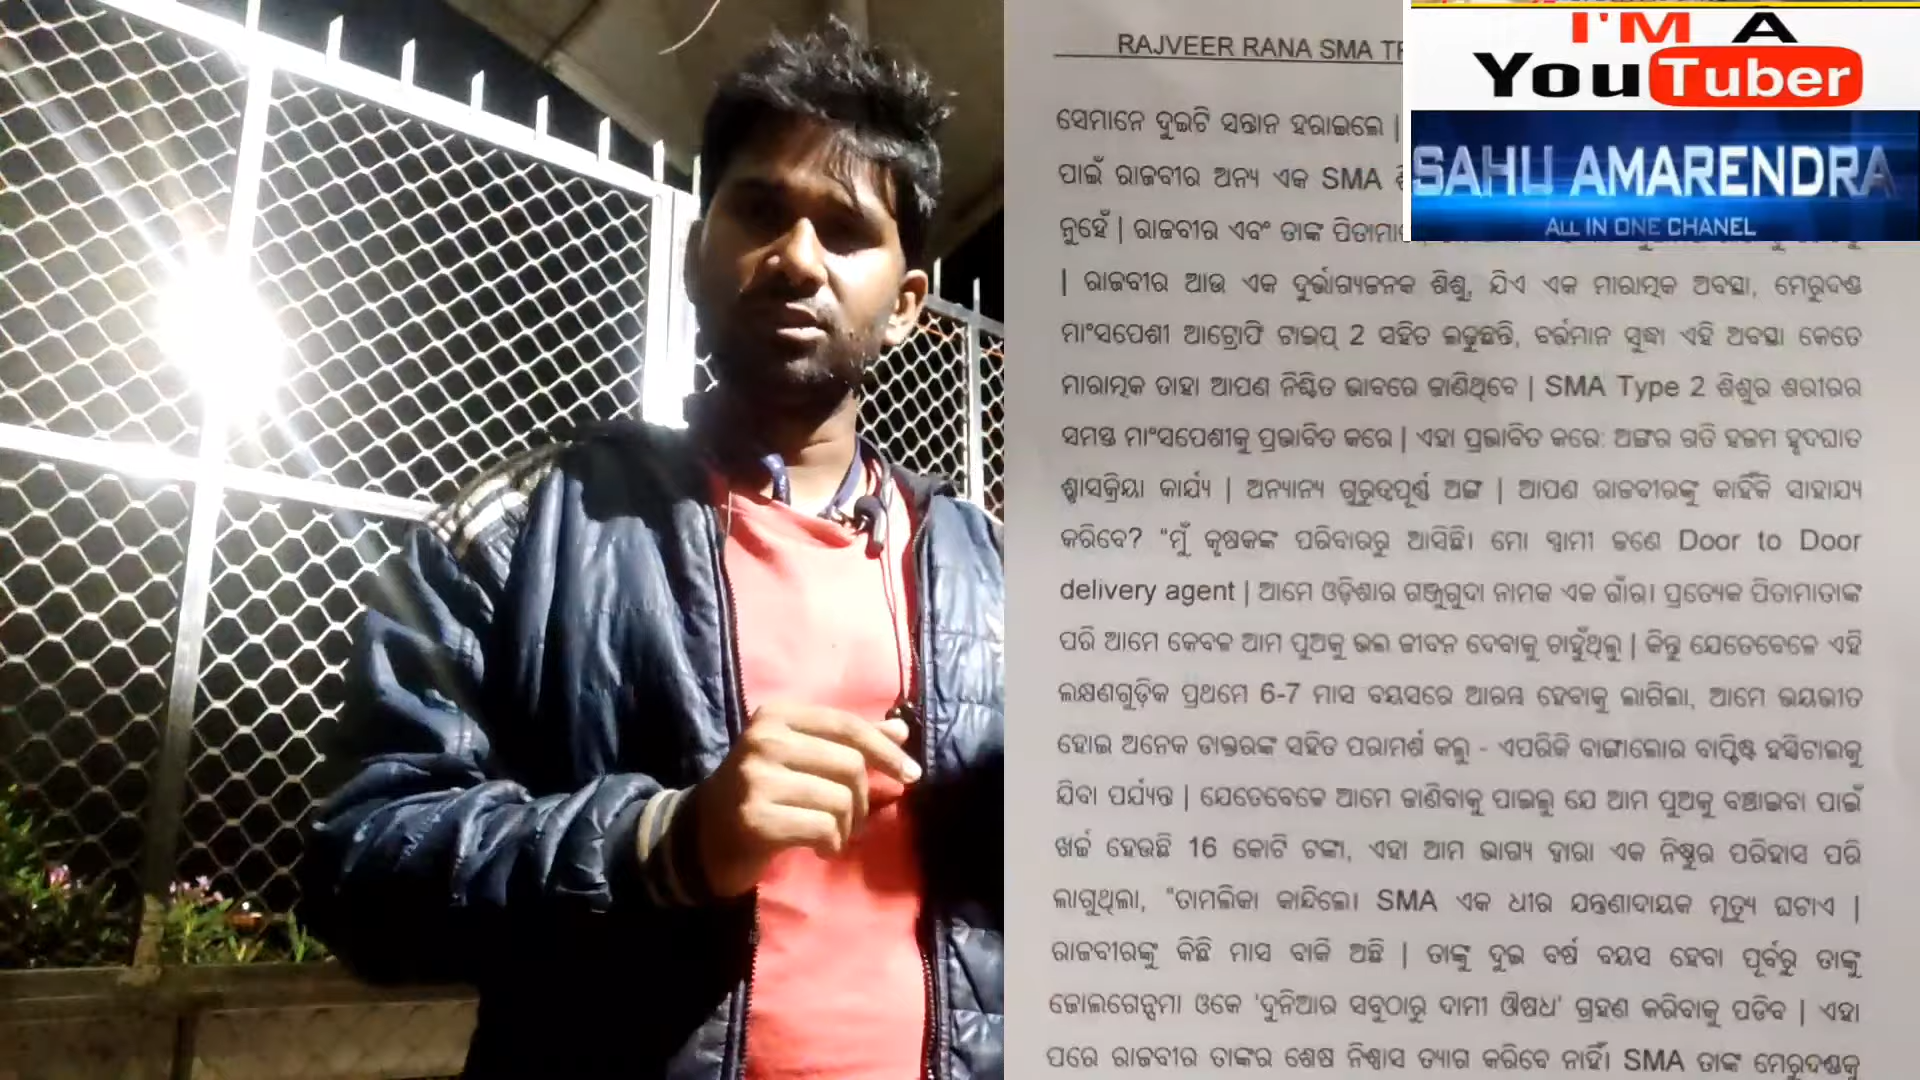 RAJVEER RANA SMA
I'M A
YouTuber
SAHU AMARENDRA
ALL IN ONE CHANEL
ସେମାନେ ଦୁଇଟି ସନ୍ତାନ ହରାଇଲେ |
ପାଇଁ ରାଜବୀର ଅନ୍ୟ ଏକ SMA
ନୁହେଁ | ରାଜବୀର ଏବଂ ତାଙ୍କ
| ରାଜବୀର ଆଉ ଏକ ଦୁର୍ଭାଗ୍ୟଜନକ ଶିଶୁ, ଯିଏ ଏକ ମାରାତ୍ମକ ଅବସ୍ଥା, ମେରୁଦଣ୍ଡ
ମାଂସପେଶୀ ଆଟ୍ରୋଫି ଟାଇପ୍ 2 ସହିତ ଲଢୁଛନ୍ତି, ବର୍ତ୍ତମାନ ସୁଦ୍ଧା ଏହି ଅବସ୍ଥା କେତେ
ମାରାତ୍ମକ ତାହା ଆପଣ ନିଶ୍ଚିତ ଭାବରେ ଜାଣିଥିବେ | SMA Type 2 ଶିଶୁର ଶରୀରର
ସମସ୍ତ ମାଂସପେଶୀକୁ ପ୍ରଭାବିତ କରେ | ଏହା ପ୍ରଭାବିତ କରେ: ଅଙ୍ଗର ଗତି ହଜମ ହୃଦଘାତ
ଶ୍ୱାସକ୍ରିୟା କାର୍ଯ୍ୟ | ଅନ୍ୟାନ୍ୟ ଗୁରୁତ୍ୱପୂର୍ଣ୍ଣ ଅଙ୍ଗ | ଆପଣ ରାଜବୀରଙ୍କୁ କାହିଁକି ସାହାଯ୍ୟ
କରିବେ? “ମୁଁ କୃଷକଙ୍କ ପରିବାରରୁ ଆସିଛି। ମୋ ସ୍ୱାମୀ ଜଣେ Door to Door
delivery agent | ଆମେ ଓଡ଼ିଶାର ଗଞ୍ଜୁଗୁଦା ନାମକ ଏକ ଗାଁର। ପ୍ରତ୍ୟେକ ପିତାମାତାଙ୍କ
ପରି ଆମେ କେବଳ ଆମ ପୁଅକୁ ଭଲ ଜୀବନ ଦେବାକୁ ଚାହୁଁଥିଲୁ | କିନ୍ତୁ ଯେତେବେଳେ ଏହି
ଲକ୍ଷଣଗୁଡ଼ିକ ପ୍ରଥମେ 6-7 ମାସ ବୟସରେ ଆରମ୍ଭ ହେବାକୁ ଲାଗିଲା, ଆମେ ଭୟଭୀତ
ହୋଇ ଅନେକ ଡାକ୍ତରଙ୍କ ସହିତ ପରାମର୍ଷ କଲୁ - ଏପରିକି ବାଙ୍ଗାଲୋର ବାପ୍ଟିଷ୍ଟ ହସ୍ପିଟାଲକୁ
ଯିବା ପର୍ଯ୍ୟନ୍ତ | ଯେତେବେଳେ ଆମେ ଜାଣିବାକୁ ପାଇଲୁ ଯେ ଆମ ପୁଅକୁ ବଞ୍ଚାଇବା ପାଇଁ
ଖର୍ଚ୍ଚ ହେଉଛି 16 କୋଟି ଟଙ୍କା, ଏହା ଆମ ଭାଗ୍ୟ ଦ୍ୱାରା ଏକ ନିଷ୍ଠୁର ପରିହାସ ପରି
ଲାଗୁଥିଲା, “ତାମଲିକା କାନ୍ଦିଲେ। SMA ଏକ ଧୀର ଯନ୍ତ୍ରଣାଦାୟକ ମୃତ୍ୟୁ ଘଟାଏ |
ରାଜବୀରଙ୍କୁ କିଛି ମାସ ବାକି ଅଛି | ତାଙ୍କୁ ଦୁଇ ବର୍ଷ ବୟସ ହେବା ପୂର୍ବରୁ ତାଙ୍କୁ
ଜୋଲଗେନ୍ସମା ଓକେ ‘ଦୁନିଆର ସବୁଠାରୁ ଦାମୀ ଔଷଧ’ ଗ୍ରହଣ କରିବାକୁ ପଡିବ | ଏହା
ପରେ ରାଜବୀର ତାଙ୍କର ଶେଷ ନିଶ୍ୱାସ ତ୍ୟାଗ କରିବେ ନାହିଁ। SMA ତାଙ୍କ ମେରୁଦଣ୍ଡକୁ